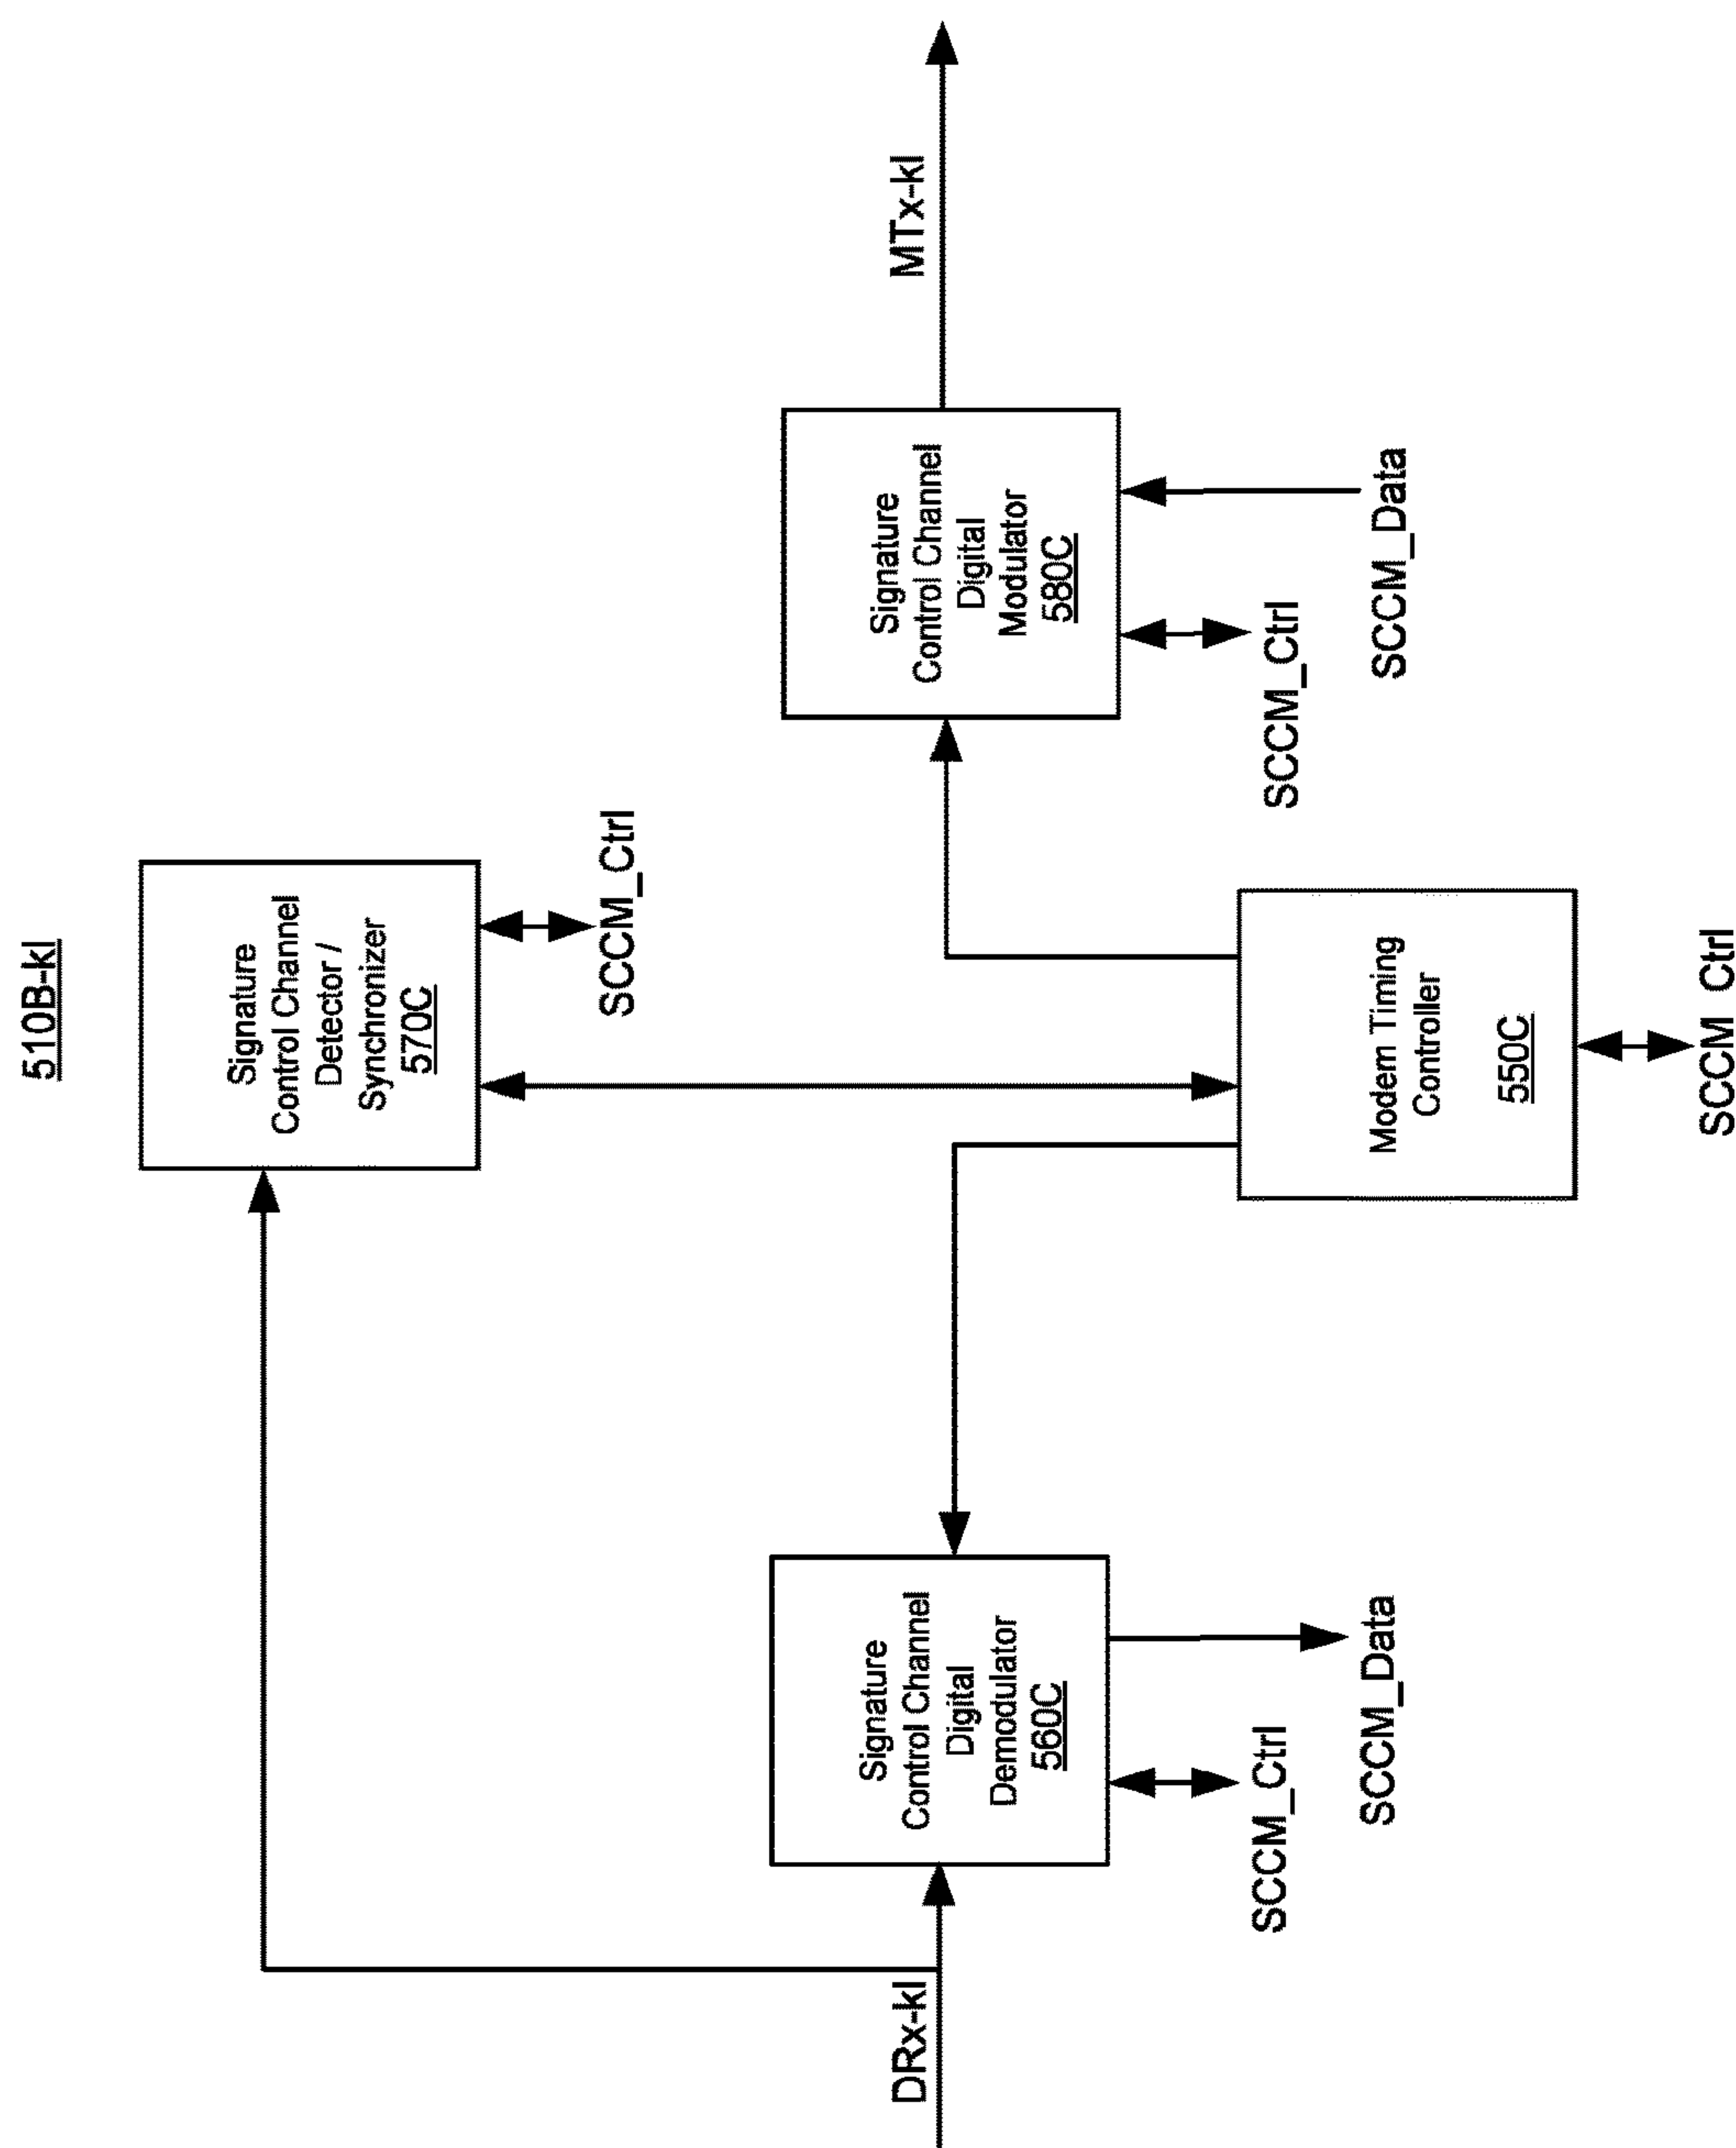 510B-kl
Signature
Control Channel
Detector /
Synchronizer
570C
SCCM_Ctrl
DRx-kl
Signature
Control Channel
Digital
Demodulator
560C
SCCM_Ctrl
SCCM_Data
Signature
Control Channel
Digital
Modulator
580C
MTx-kl
SCCM_Ctrl
SCCM_Data
Modem Timing
Controller
550C
SCCM_Ctrl